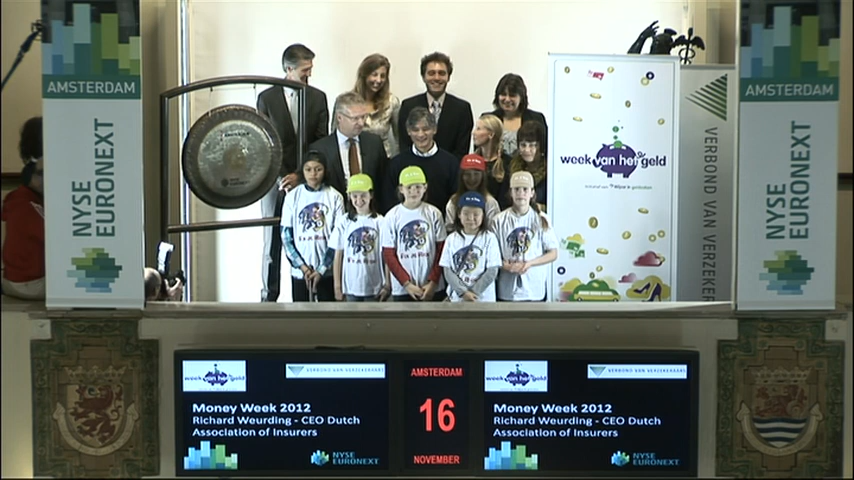 AMSTERDAM
NYSE
EURONEXT
week van het geld
VERBOND VAN VERZEKER
AMSTERDAM
NYSE
EURONEXT
week van het geld
VERBOND VAN VERZEKERAARS
Money Week 2012
Richard Weurding - CEO Dutch
Association of Insurers
NYSE
EURONEXT
AMSTERDAM
16
NOVEMBER
week van het geld
VERBOND VAN VERZEKERAARS
Money Week 2012
Richard Weurding - CEO Dutch
Association of Insurers
NYSE
EURONEXT